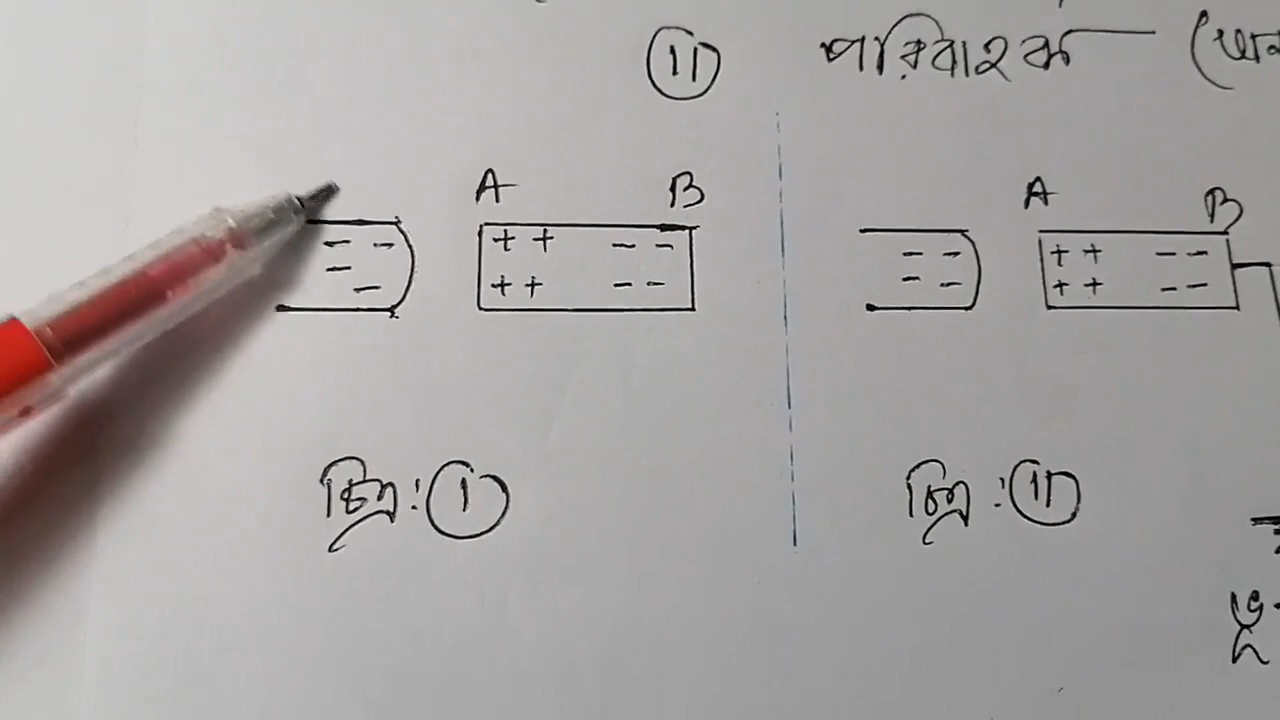 (II) পরিবাহক
A B
A B
- - + + - - - - + + - -
- - + + - - - - + + - -
-
চিত্র: (I) চিত্র: (II)